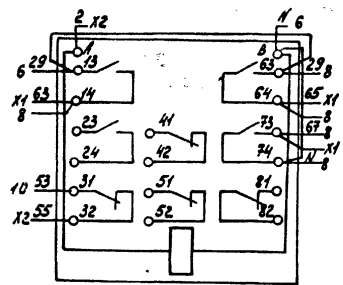 2 X2 N 6
A B
29 13 63 29
6 8
X1 63 14 64 65 X1
8 8
23 41 73 67
8
24 42 74 N X1
8
10 53 31 51 81
X2 55 32 52 82